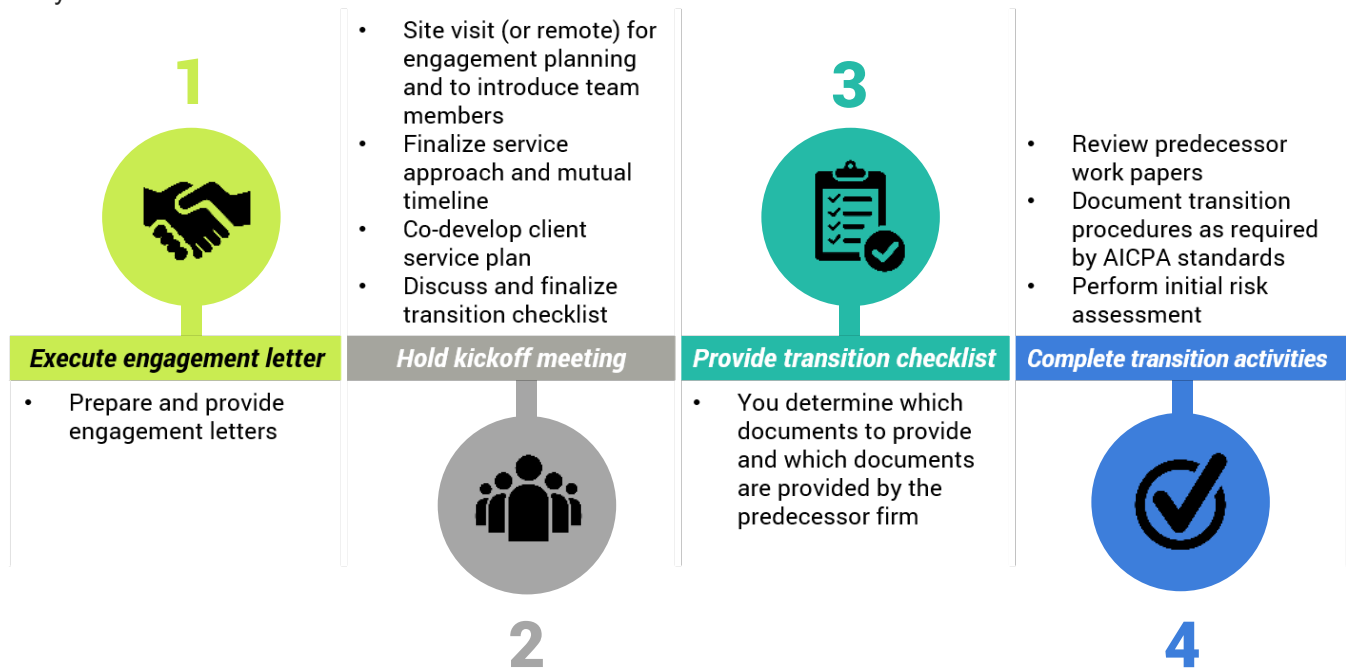 1
Execute engagement letter
• Prepare and provide
engagement letters
• Site visit (or remote) for
engagement planning
and to introduce team
members
• Finalize service
approach and mutual
timeline
• Co-develop client
service plan
• Discuss and finalize
transition checklist
Hold kickoff meeting
2
3
Provide transition checklist
• You determine which
documents to provide
and which documents
are provided by the
predecessor firm
• Review predecessor
work papers
• Document transition
procedures as required
by AICPA standards
• Perform initial risk
assessment
Complete transition activities
4